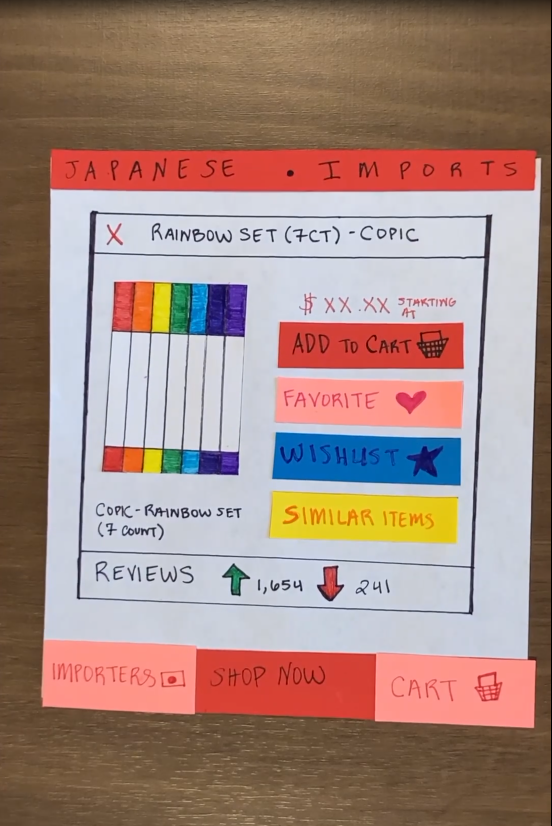 JAPANESE • IMPORTS
X RAINBOW SET (7CT) - COPIC
$ XX.XX STARTING AT
ADD TO CART
FAVORITE
WISHLIST
SIMILAR ITEMS
COPIC - RAINBOW SET
(7 COUNT)
REVIEWS 1,654 241
IMPORTERS SHOP NOW CART